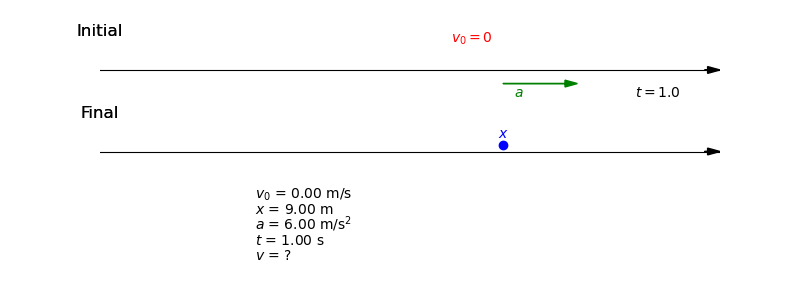 Initial
v₀ = 0
a
t = 1.0
Final
x
v₀ = 0.00 m/s
x = 9.00 m
a = 6.00 m/s²
t = 1.00 s
v = ?